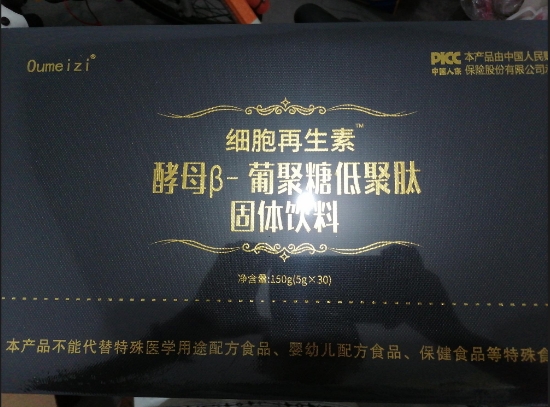 Oumeizi®
PICC 本产品由中国人民财
中国人保 保险股份有限公司承
细胞再生素™
酵母β-葡聚糖低聚肽
固体饮料
净含量:150g(5g×30)
本产品不能代替特殊医学用途配方食品、婴幼儿配方食品、保健食品等特殊食